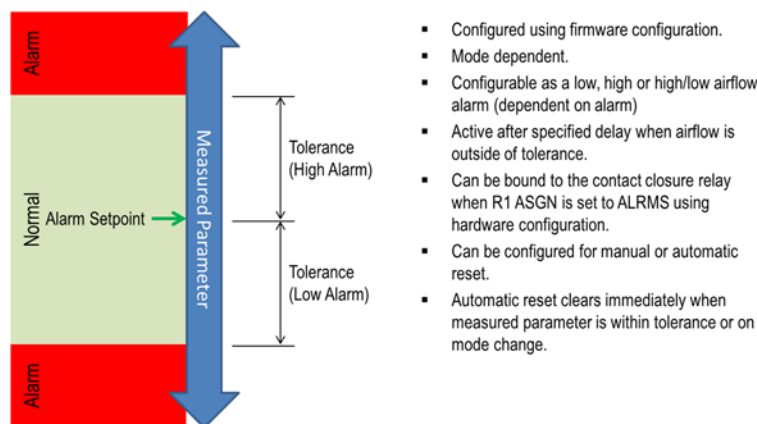 Alarm
Normal
Alarm Setpoint
Alarm
Measured Parameter
Tolerance
(High Alarm)
Tolerance
(Low Alarm)
▪ Configured using firmware configuration.
▪ Mode dependent.
▪ Configurable as a low, high or high/low airflow
alarm (dependent on alarm)
▪ Active after specified delay when airflow is
outside of tolerance.
▪ Can be bound to the contact closure relay
when R1 ASGN is set to ALRMS using
hardware configuration.
▪ Can be configured for manual or automatic
reset.
▪ Automatic reset clears immediately when
measured parameter is within tolerance or on
mode change.